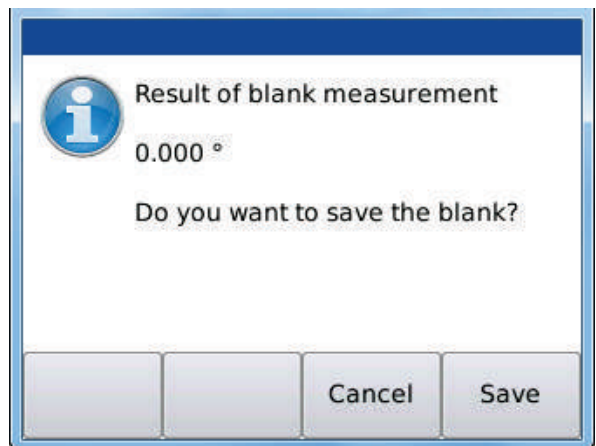 Result of blank measurement
0.000 °
Do you want to save the blank?
Cancel
Save